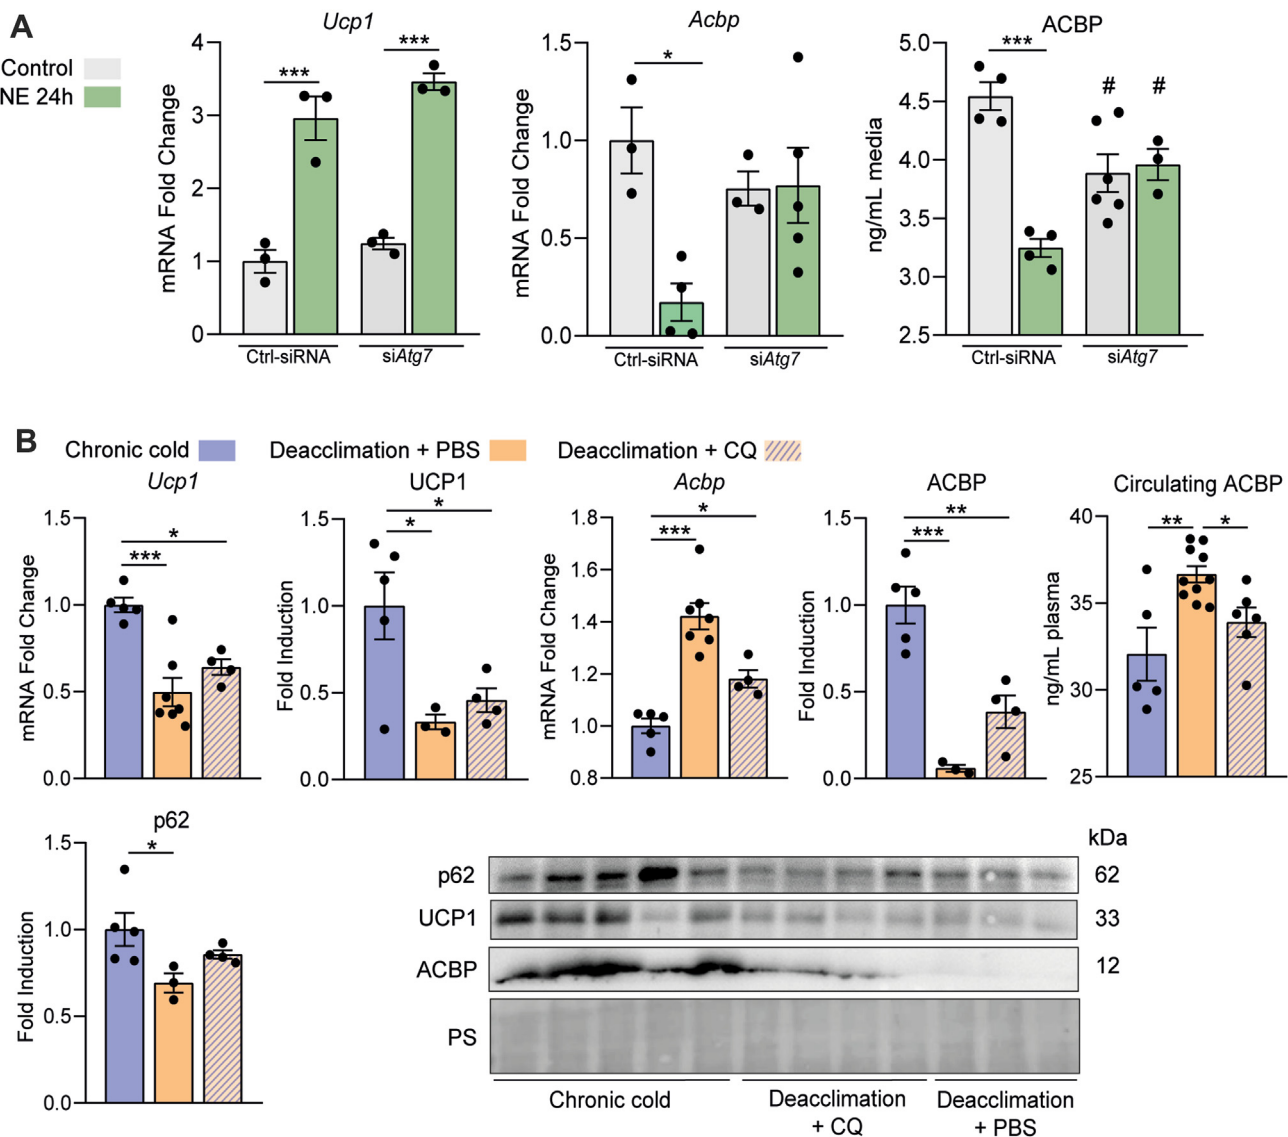 A
Control
NE 24h
Ucp1
mRNA Fold Change
4
3
2
1
0
***
***
Ctrl-siRNA
siAtg7
Acbp
mRNA Fold Change
1.5
1.0
0.5
0.0
*
Ctrl-siRNA
siAtg7
ACBP
ng/mL media
5.0
4.5
4.0
3.5
3.0
2.5
***
#
#
Ctrl-siRNA
siAtg7
B
Chronic cold
Deacclimation + PBS
Deacclimation + CQ
Ucp1
mRNA Fold Change
1.5
1.0
0.5
0.0
*
***
UCP1
Fold Induction
1.5
1.0
0.5
0.0
*
*
Acbp
mRNA Fold Change
1.8
1.6
1.4
1.2
1.0
0.8
*
***
ACBP
Fold Induction
1.5
1.0
0.5
0.0
**
***
Circulating ACBP
ng/mL plasma
40
35
30
25
**
*
p62
Fold Induction
1.5
1.0
0.5
0.0
*
kDa
p62
62
UCP1
33
ACBP
12
PS
Chronic cold
Deacclimation
+ CQ
Deacclimation
+ PBS